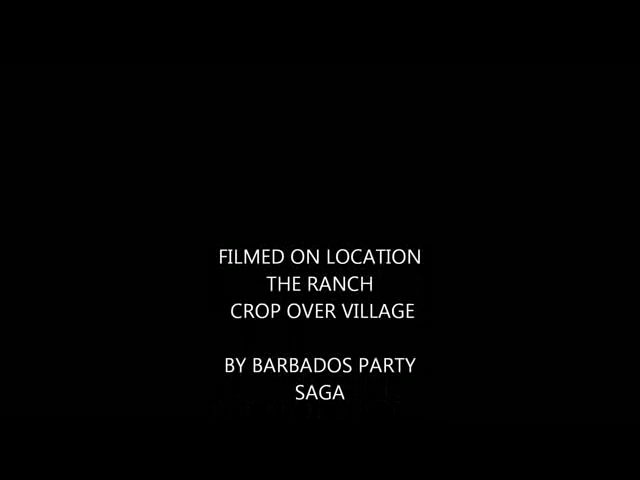 FILMED ON LOCATION
THE RANCH
CROP OVER VILLAGE
BY BARBADOS PARTY
SAGA